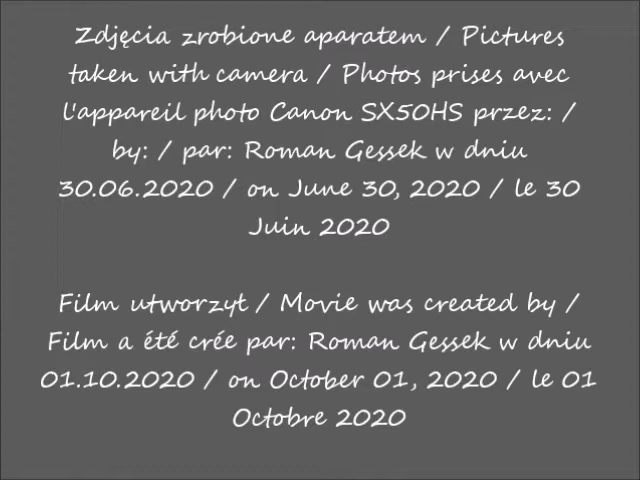 Zdjęcia zrobione aparatem / Pictures
taken with camera / Photos prises avec
l'appareil photo Canon SX50HS przez: /
by: / par: Roman Gessek w dniu
30.06.2020 / on June 30, 2020 / le 30
Juin 2020
Film utworzył / Movie was created by /
Film a été crée par: Roman Gessek w dniu
01.10.2020 / on October 01, 2020 / le 01
Octobre 2020